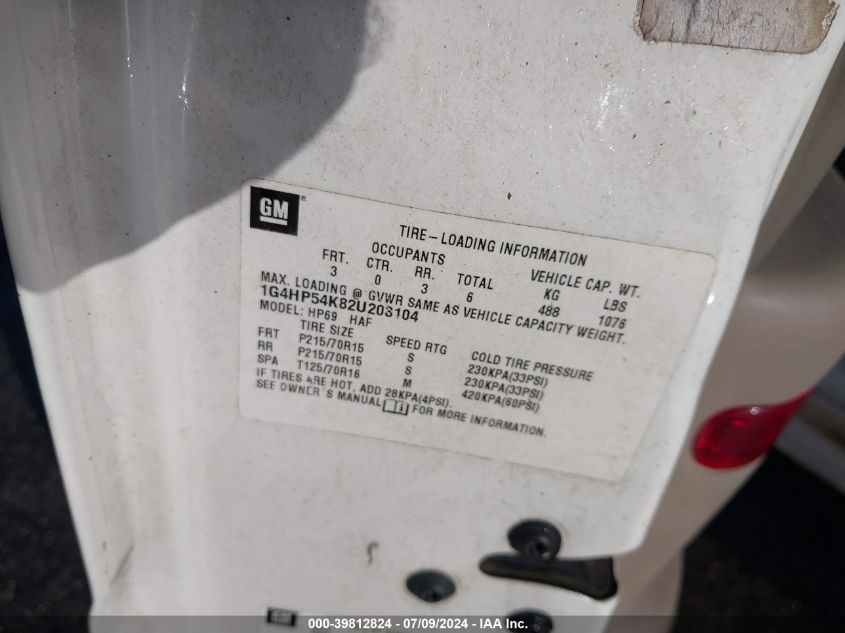 GM
TIRE-LOADING INFORMATION
OCCUPANTS VEHICLE CAP. WT.
FRT. CTR. RR. TOTAL KG LBS
3 0 3 6 488 1076
MAX. LOADING @ GVWR SAME AS VEHICLE CAPACITY WEIGHT.
1G4HP54K82U203104
MODEL: HP69 HAF
TIRE SIZE SPEED RTG COLD TIRE PRESSURE
FRT P215/70R15 S 230KPA(33PSI)
RR P215/70R15 S 230KPA(33PSI)
SPA T125/70R16 M 420KPA(60PSI)
IF TIRES ARE HOT, ADD 28KPA(4PSI).
SEE OWNER'S MANUAL i FOR MORE INFORMATION.
GM
000-39812824 | 07/09/2024 - IAA Inc.